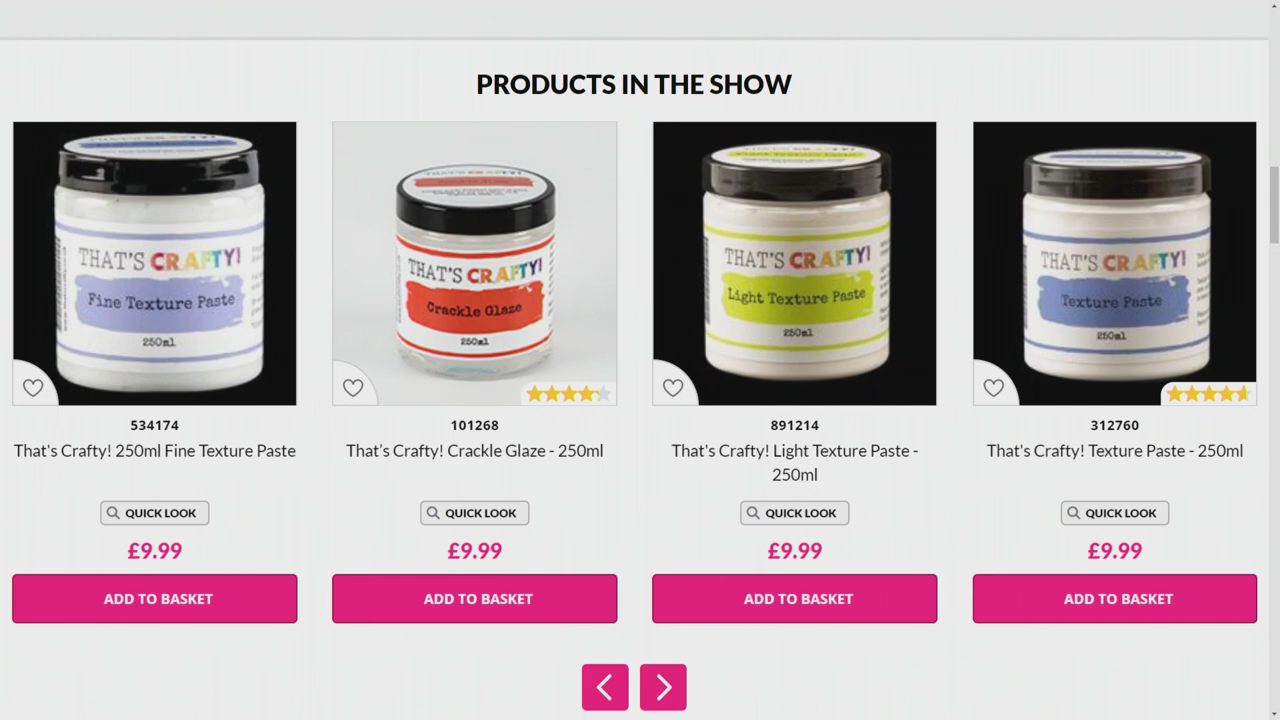 PRODUCTS IN THE SHOW
THAT'S CRAFTY!
Fine Texture Paste
250ml
THAT'S CRAFTY!
Crackle Glaze
250ml
THAT'S CRAFTY!
Light Texture Paste
250ml
THAT'S CRAFTY!
Texture Paste
250ml
534174
That's Crafty! 250ml Fine Texture Paste
QUICK LOOK
£9.99
ADD TO BASKET
101268
That’s Crafty! Crackle Glaze - 250ml
QUICK LOOK
£9.99
ADD TO BASKET
891214
That's Crafty! Light Texture Paste -
250ml
QUICK LOOK
£9.99
ADD TO BASKET
312760
That's Crafty! Texture Paste - 250ml
QUICK LOOK
£9.99
ADD TO BASKET